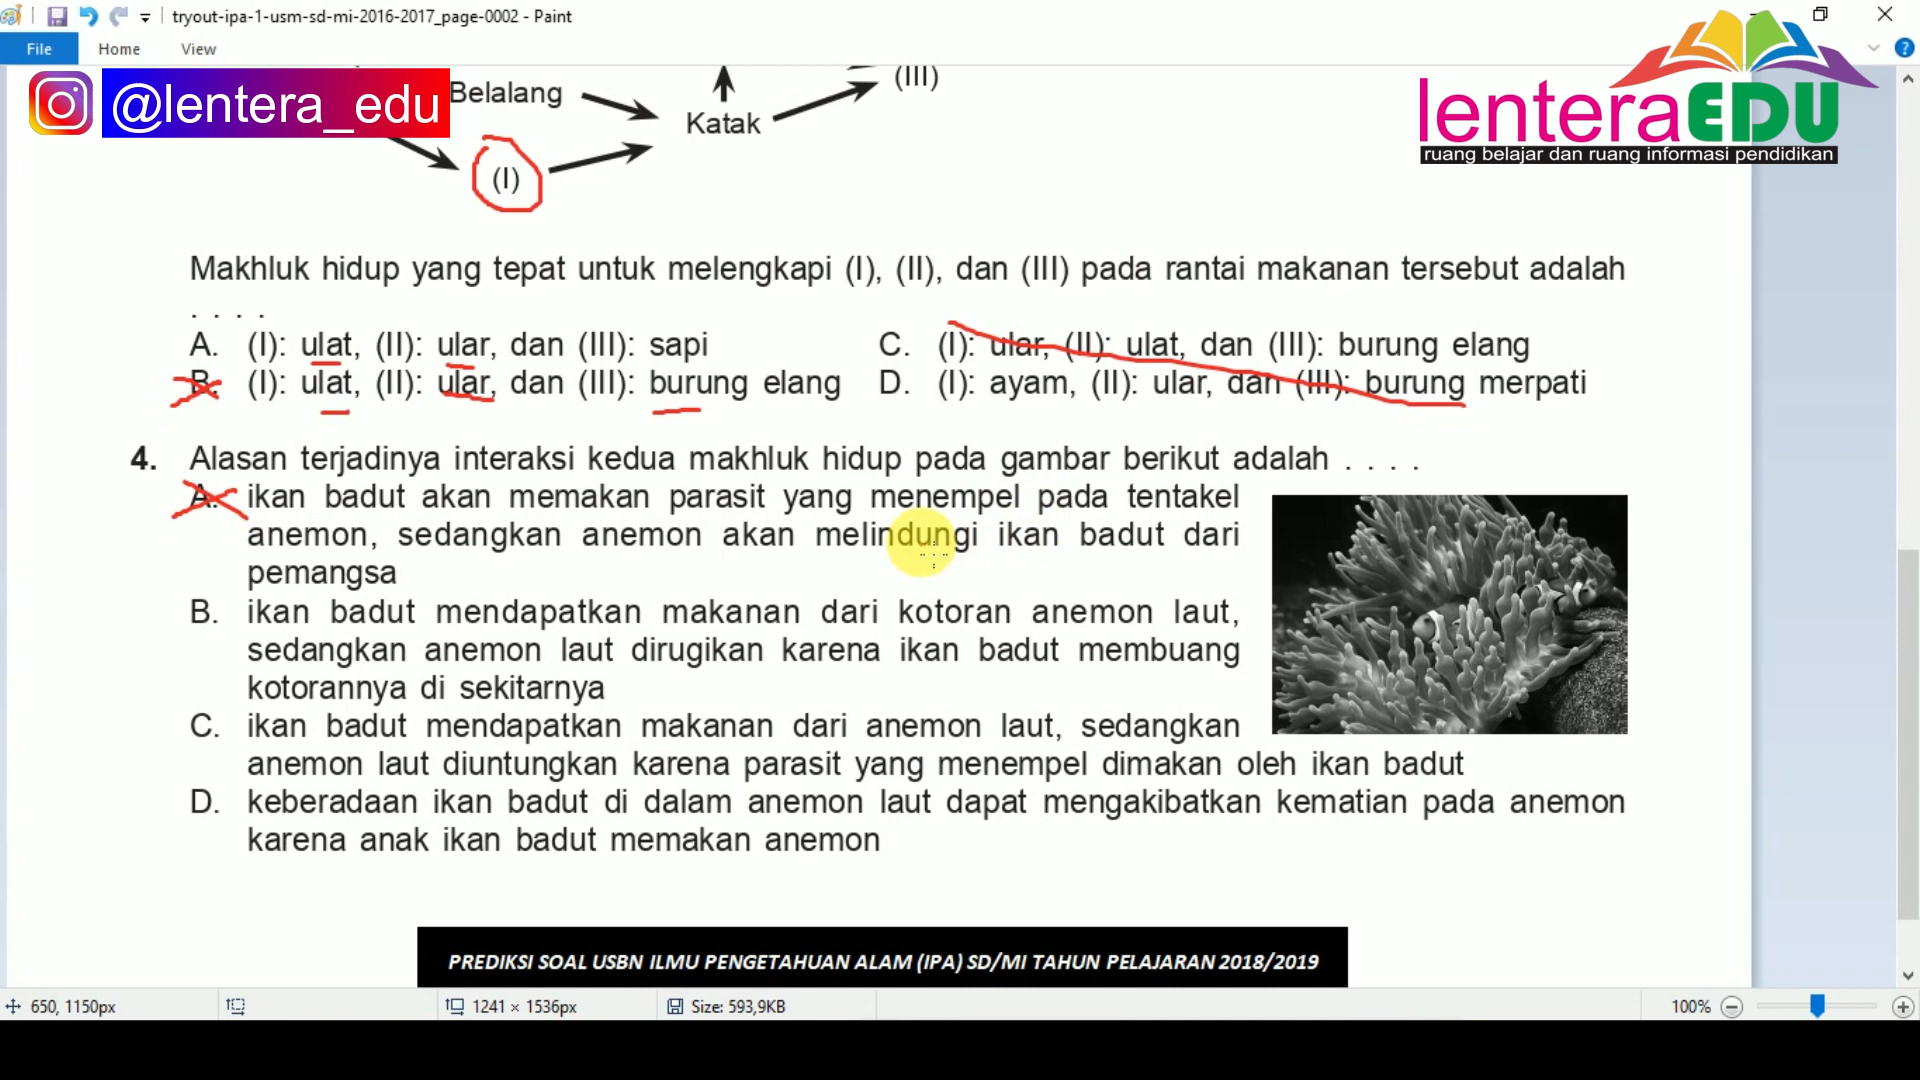 tryout-ipa-1-usm-sd-mi-2016-2017_page-0002 - Paint
File Home View
@lentera_edu
lenteraEDU
ruang belajar dan ruang informasi pendidikan
Belalang
(III)
Katak
(I)
Makhluk hidup yang tepat untuk melengkapi (I), (II), dan (III) pada rantai makanan tersebut adalah
. . . .
A. (I): ulat, (II): ular, dan (III): sapi
C. (I): ular, (II): ulat, dan (III): burung elang
B. (I): ulat, (II): ular, dan (III): burung elang
D. (I): ayam, (II): ular, dan (III): burung merpati
4. Alasan terjadinya interaksi kedua makhluk hidup pada gambar berikut adalah . . . .
A. ikan badut akan memakan parasit yang menempel pada tentakel
anemon, sedangkan anemon akan melindungi ikan badut dari
pemangsa
B. ikan badut mendapatkan makanan dari kotoran anemon laut,
sedangkan anemon laut dirugikan karena ikan badut membuang
kotorannya di sekitarnya
C. ikan badut mendapatkan makanan dari anemon laut, sedangkan
anemon laut diuntungkan karena parasit yang menempel dimakan oleh ikan badut
D. keberadaan ikan badut di dalam anemon laut dapat mengakibatkan kematian pada anemon
karena anak ikan badut memakan anemon
PREDIKSI SOAL USBN ILMU PENGETAHUAN ALAM (IPA) SD/MI TAHUN PELAJARAN 2018/2019
650, 1150px
1241 × 1536px
Size: 593,9KB
100%